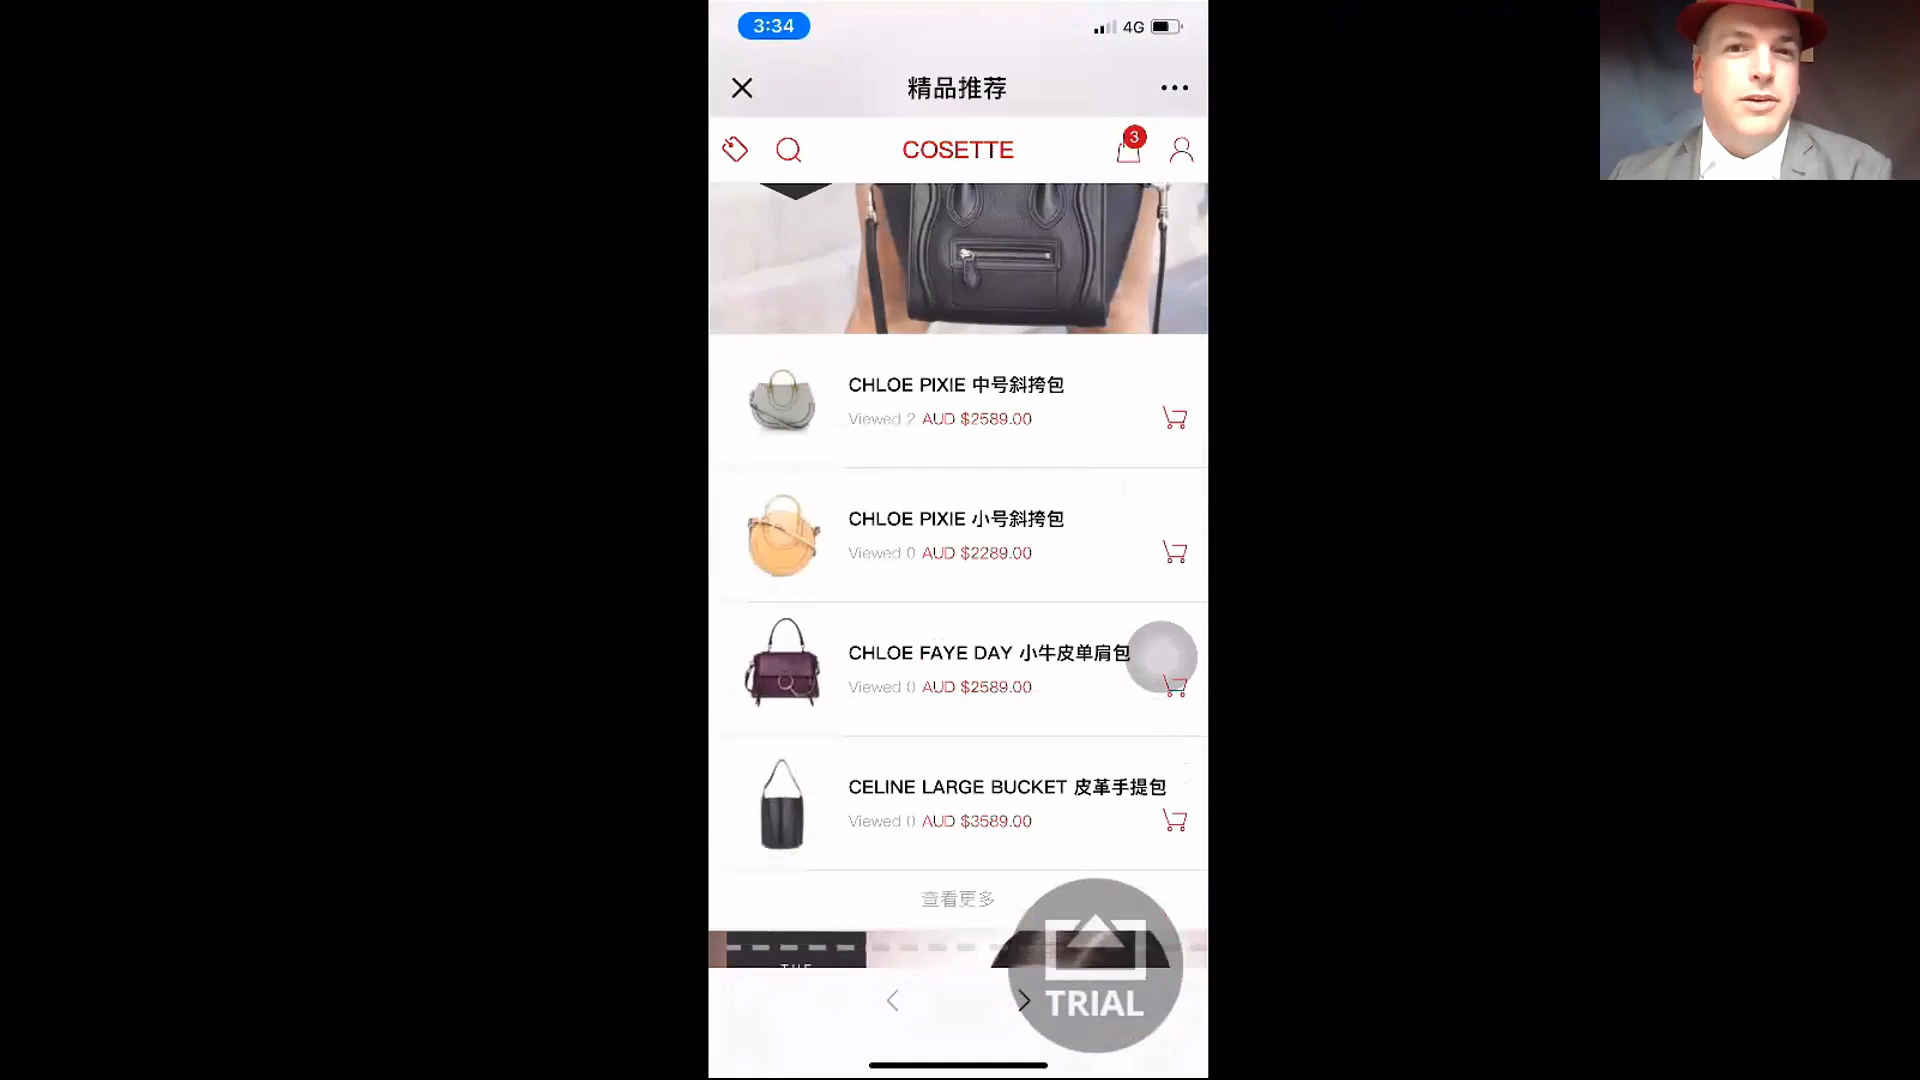 3:34
4G
精品推荐
COSETTE
3
CHLOE PIXIE 中号斜挎包
Viewed 2 AUD $2589.00
CHLOE PIXIE 小号斜挎包
Viewed 0 AUD $2289.00
CHLOE FAYE DAY 小牛皮单肩包
Viewed 0 AUD $2589.00
CELINE LARGE BUCKET 皮革手提包
Viewed 0 AUD $3589.00
查看更多
THE
TRIAL